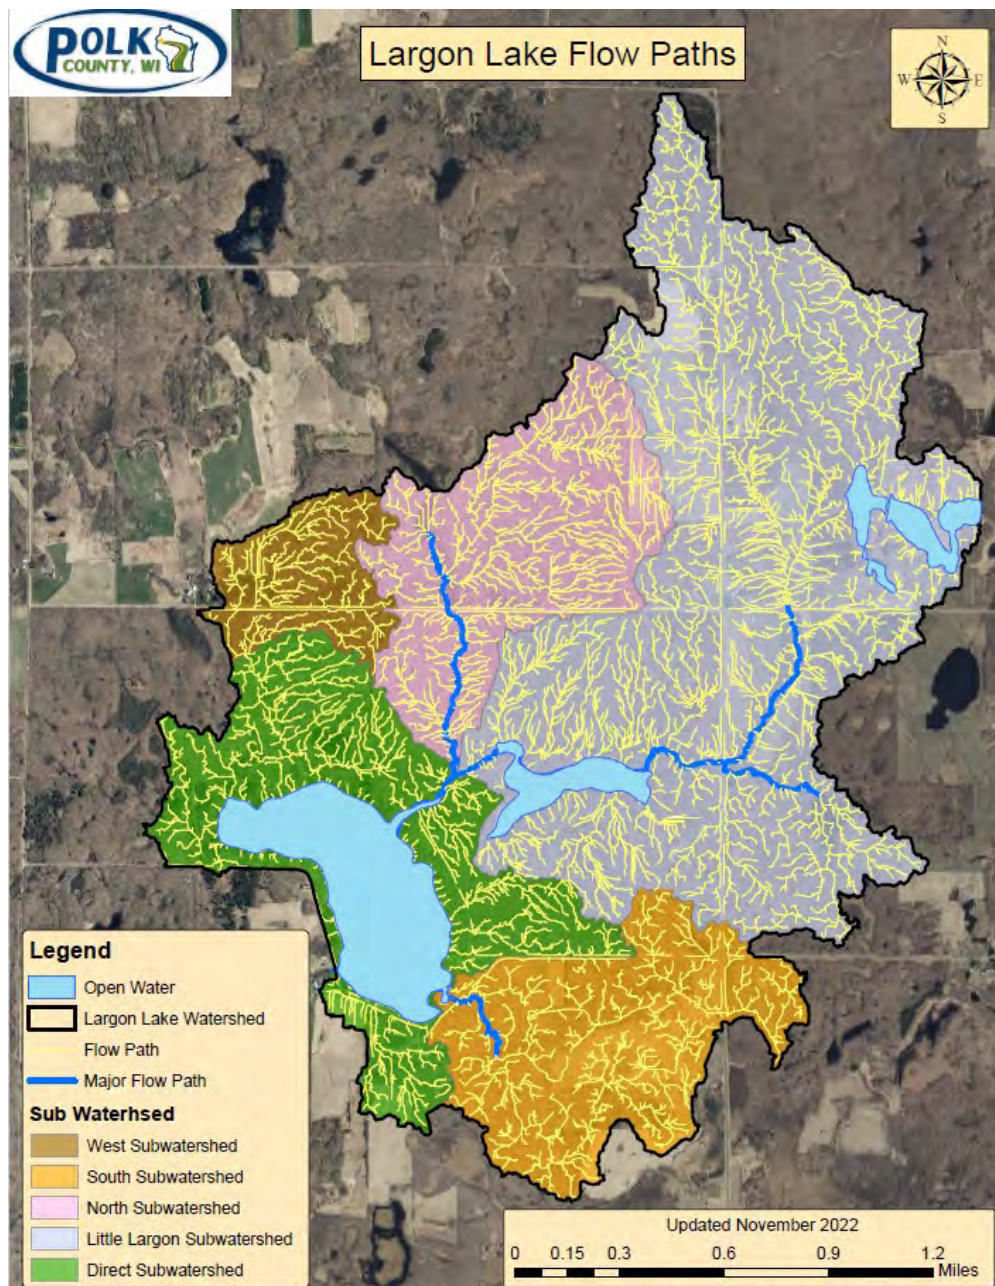 POLK
COUNTY, WI
Largon Lake Flow Paths
N
W E
S
Legend
Open Water
Largon Lake Watershed
Flow Path
Major Flow Path
Sub Waterhsed
West Subwatershed
South Subwatershed
North Subwatershed
Little Largon Subwatershed
Direct Subwatershed
Updated November 2022
0 0.15 0.3 0.6 0.9 1.2
Miles